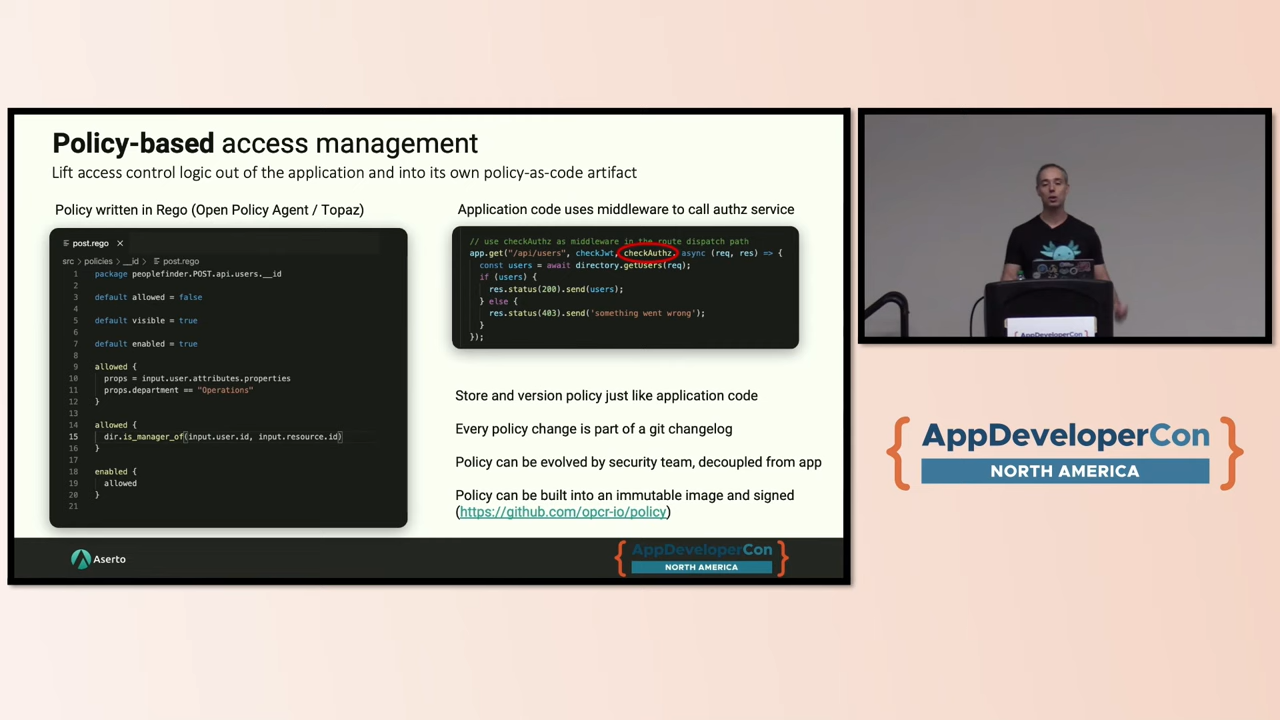 Policy-based access management
Lift access control logic out of the application and into its own policy-as-code artifact
Policy written in Rego (Open Policy Agent / Topaz)
post.rego ×
src > policies > __id > post.rego
1 package peoplefinder.POST.api.users.__id
2
3 default allowed = false
4
5 default visible = true
6
7 default enabled = true
8
9 allowed {
10 props = input.user.attributes.properties
11 props.department == "Operations"
12 }
13
14 allowed {
15 dir.is_manager_of(input.user.id, input.resource.id)
16 }
17
18 enabled {
19 allowed
20 }
21
Application code uses middleware to call authz service
// use checkAuthz as middleware in the route dispatch path
app.get("/api/users", checkJwt, checkAuthz, async (req, res) => {
const users = await directory.getUsers(req);
if (users) {
res.status(200).send(users);
} else {
res.status(403).send('something went wrong');
}
});
Store and version policy just like application code
Every policy change is part of a git changelog
Policy can be evolved by security team, decoupled from app
Policy can be built into an immutable image and signed
(https://github.com/opcr-io/policy)
Aserto
AppDeveloperCon
NORTH AMERICA
AppDeveloperCon
AppDeveloperCon
NORTH AMERICA